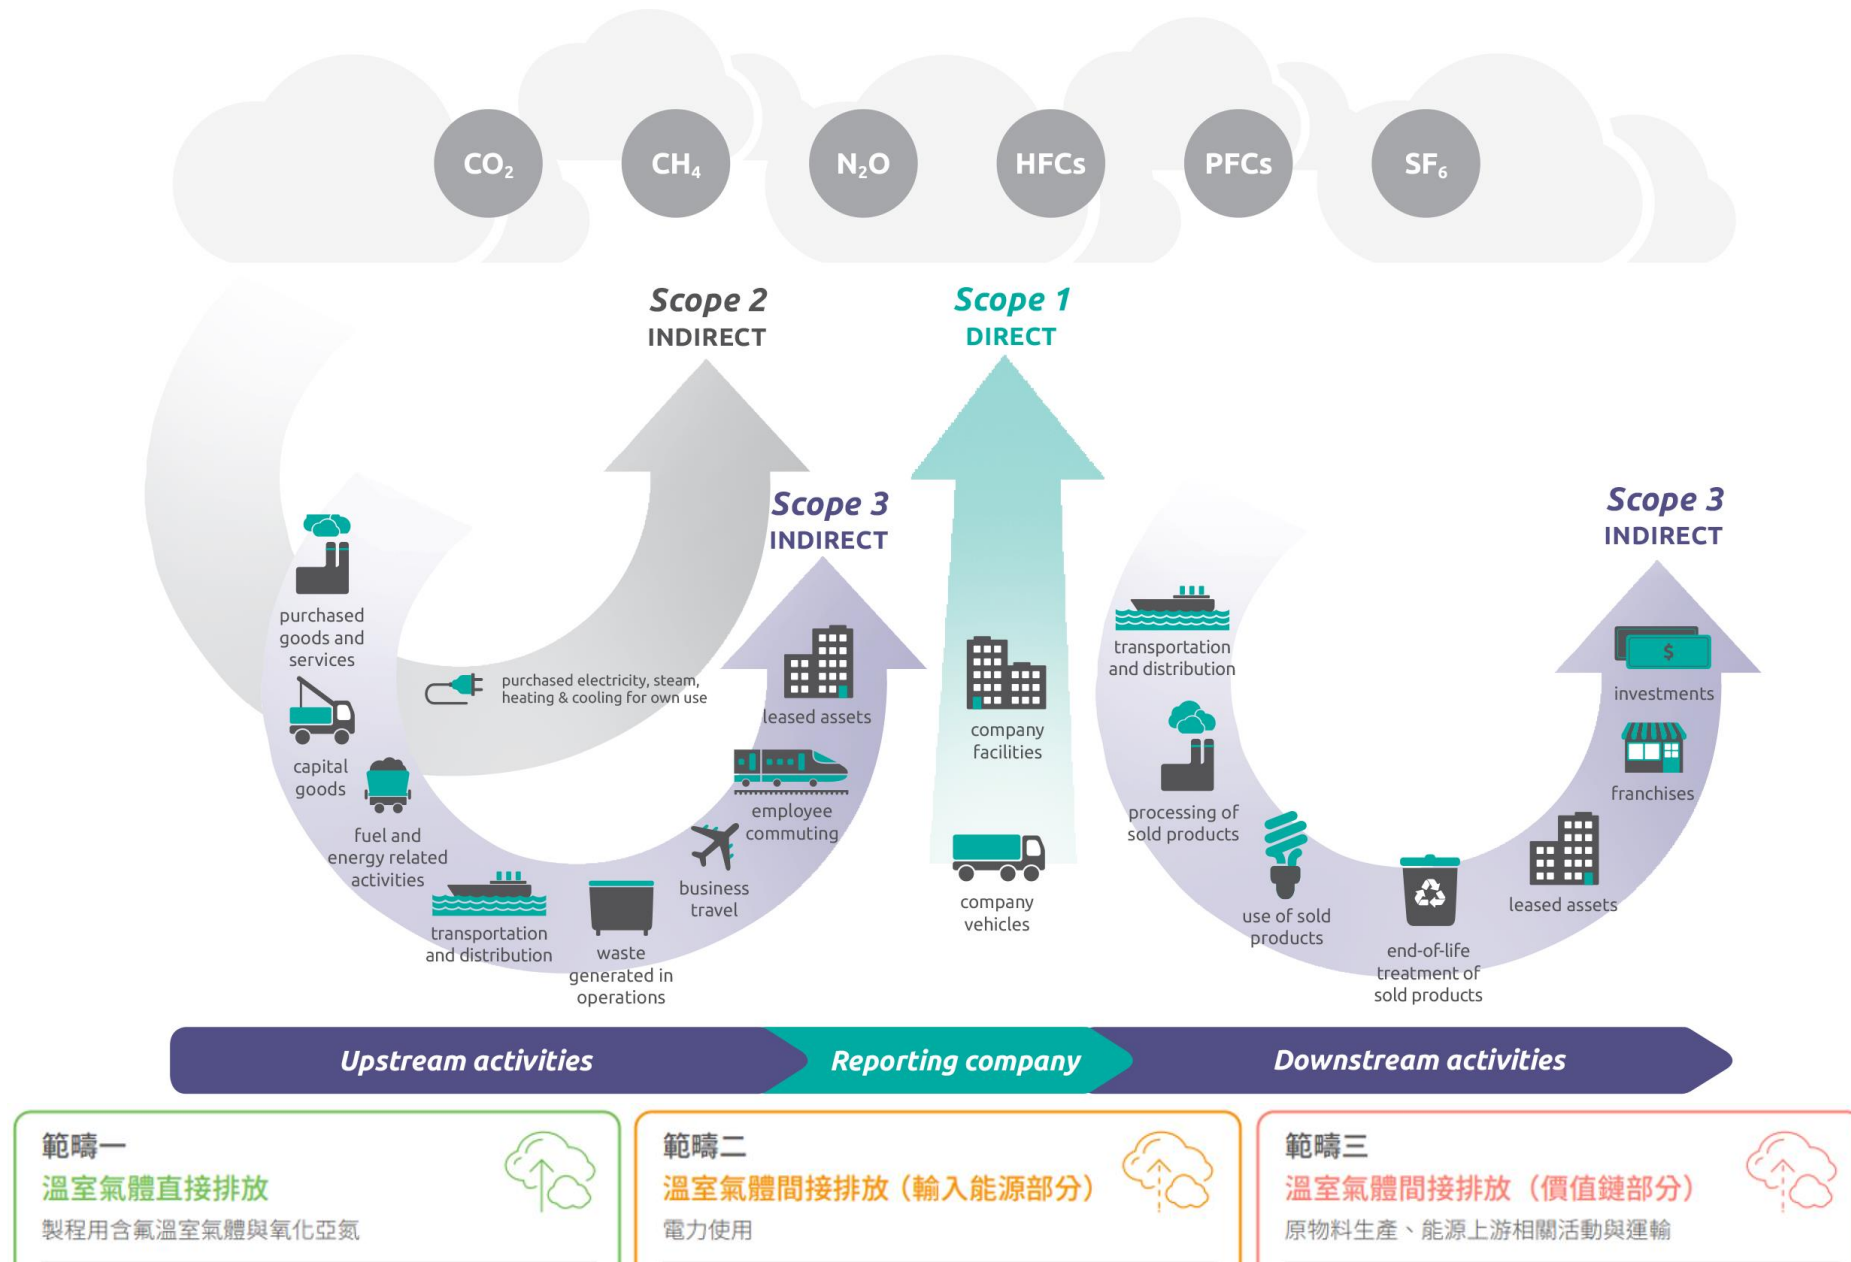 CO₂
CH₄
N₂O
HFCs
PFCs
SF₆
Scope 2
INDIRECT
Scope 1
DIRECT
Scope 3
INDIRECT
Scope 3
INDIRECT
purchased
goods and
services
capital
goods
fuel and
energy related
activities
transportation
and distribution
waste
generated in
operations
business
travel
employee
commuting
leased assets
purchased electricity, steam,
heating & cooling for own use
company
facilities
company
vehicles
transportation
and distribution
processing of
sold products
use of sold
products
end-of-life
treatment of
sold products
leased assets
franchises
investments
$
Upstream activities
Reporting company
Downstream activities
範疇一
溫室氣體直接排放
製程用含氟溫室氣體與氧化亞氮
範疇二
溫室氣體間接排放（輸入能源部分）
電力使用
範疇三
溫室氣體間接排放（價值鏈部分）
原物料生產、能源上游相關活動與運輸